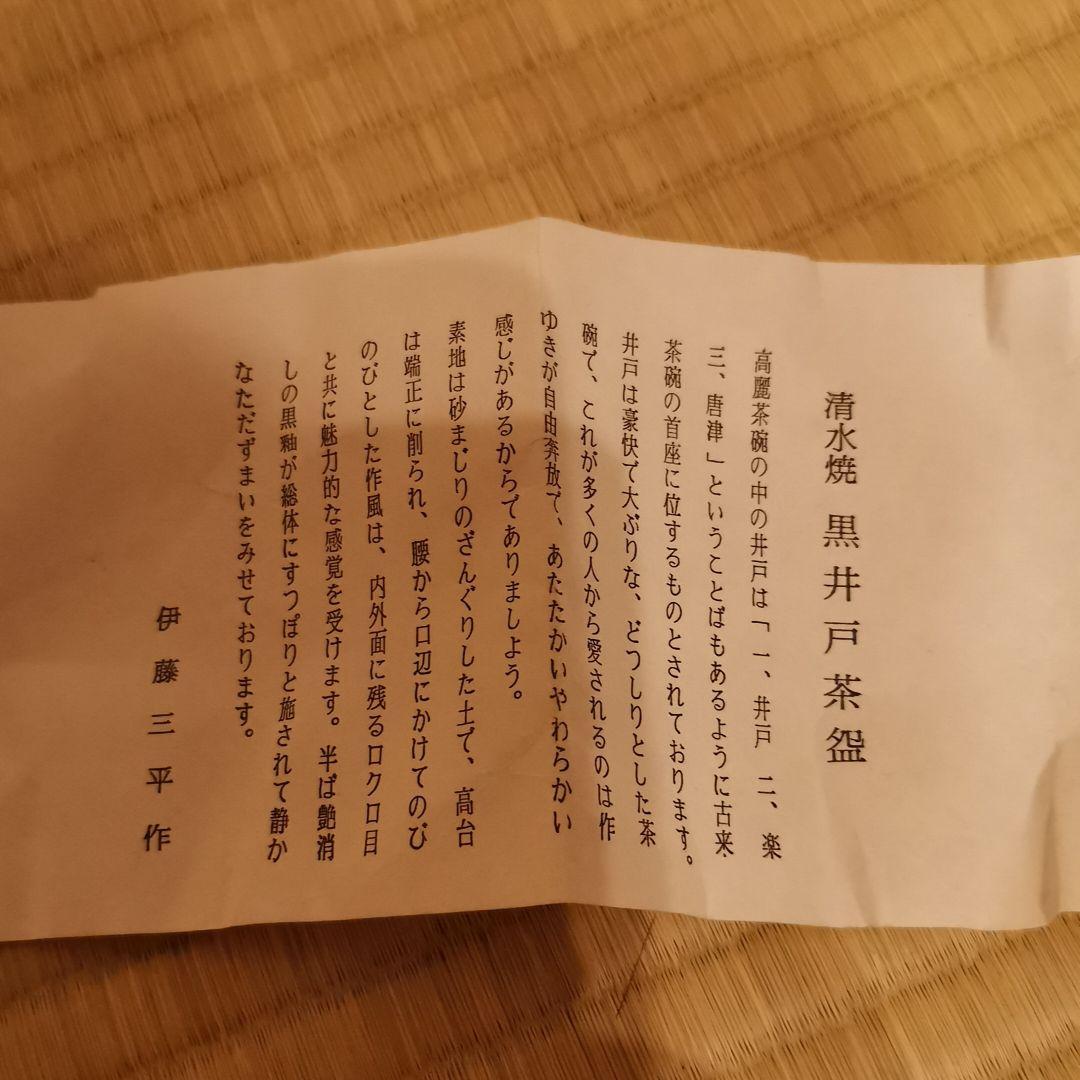 清水焼 黒井戸茶盌
高麗茶碗の中の井戸は「一、井戸 二、楽
三、唐津」ということばもあるように古来
茶碗の首座に位するものとされております。
井戸は豪快で大ぶりな、どっしりとした茶
碗で、これが多くの人から愛されるのは作
ゆきが自由奔放で、あたたかいやわらかい
感じがあるからでありましよう。
素地は砂まじりのざんぐりした土で、高台
は端正に削られ、腰から口辺にかけてのび
のびとした作風は、内外面に残るロクロ目
と共に魅力的な感覚を受けます。半ば艶消
しの黒釉が総体にすつぽりと施されて静か
なたたずまいをみせております。
伊藤三平作